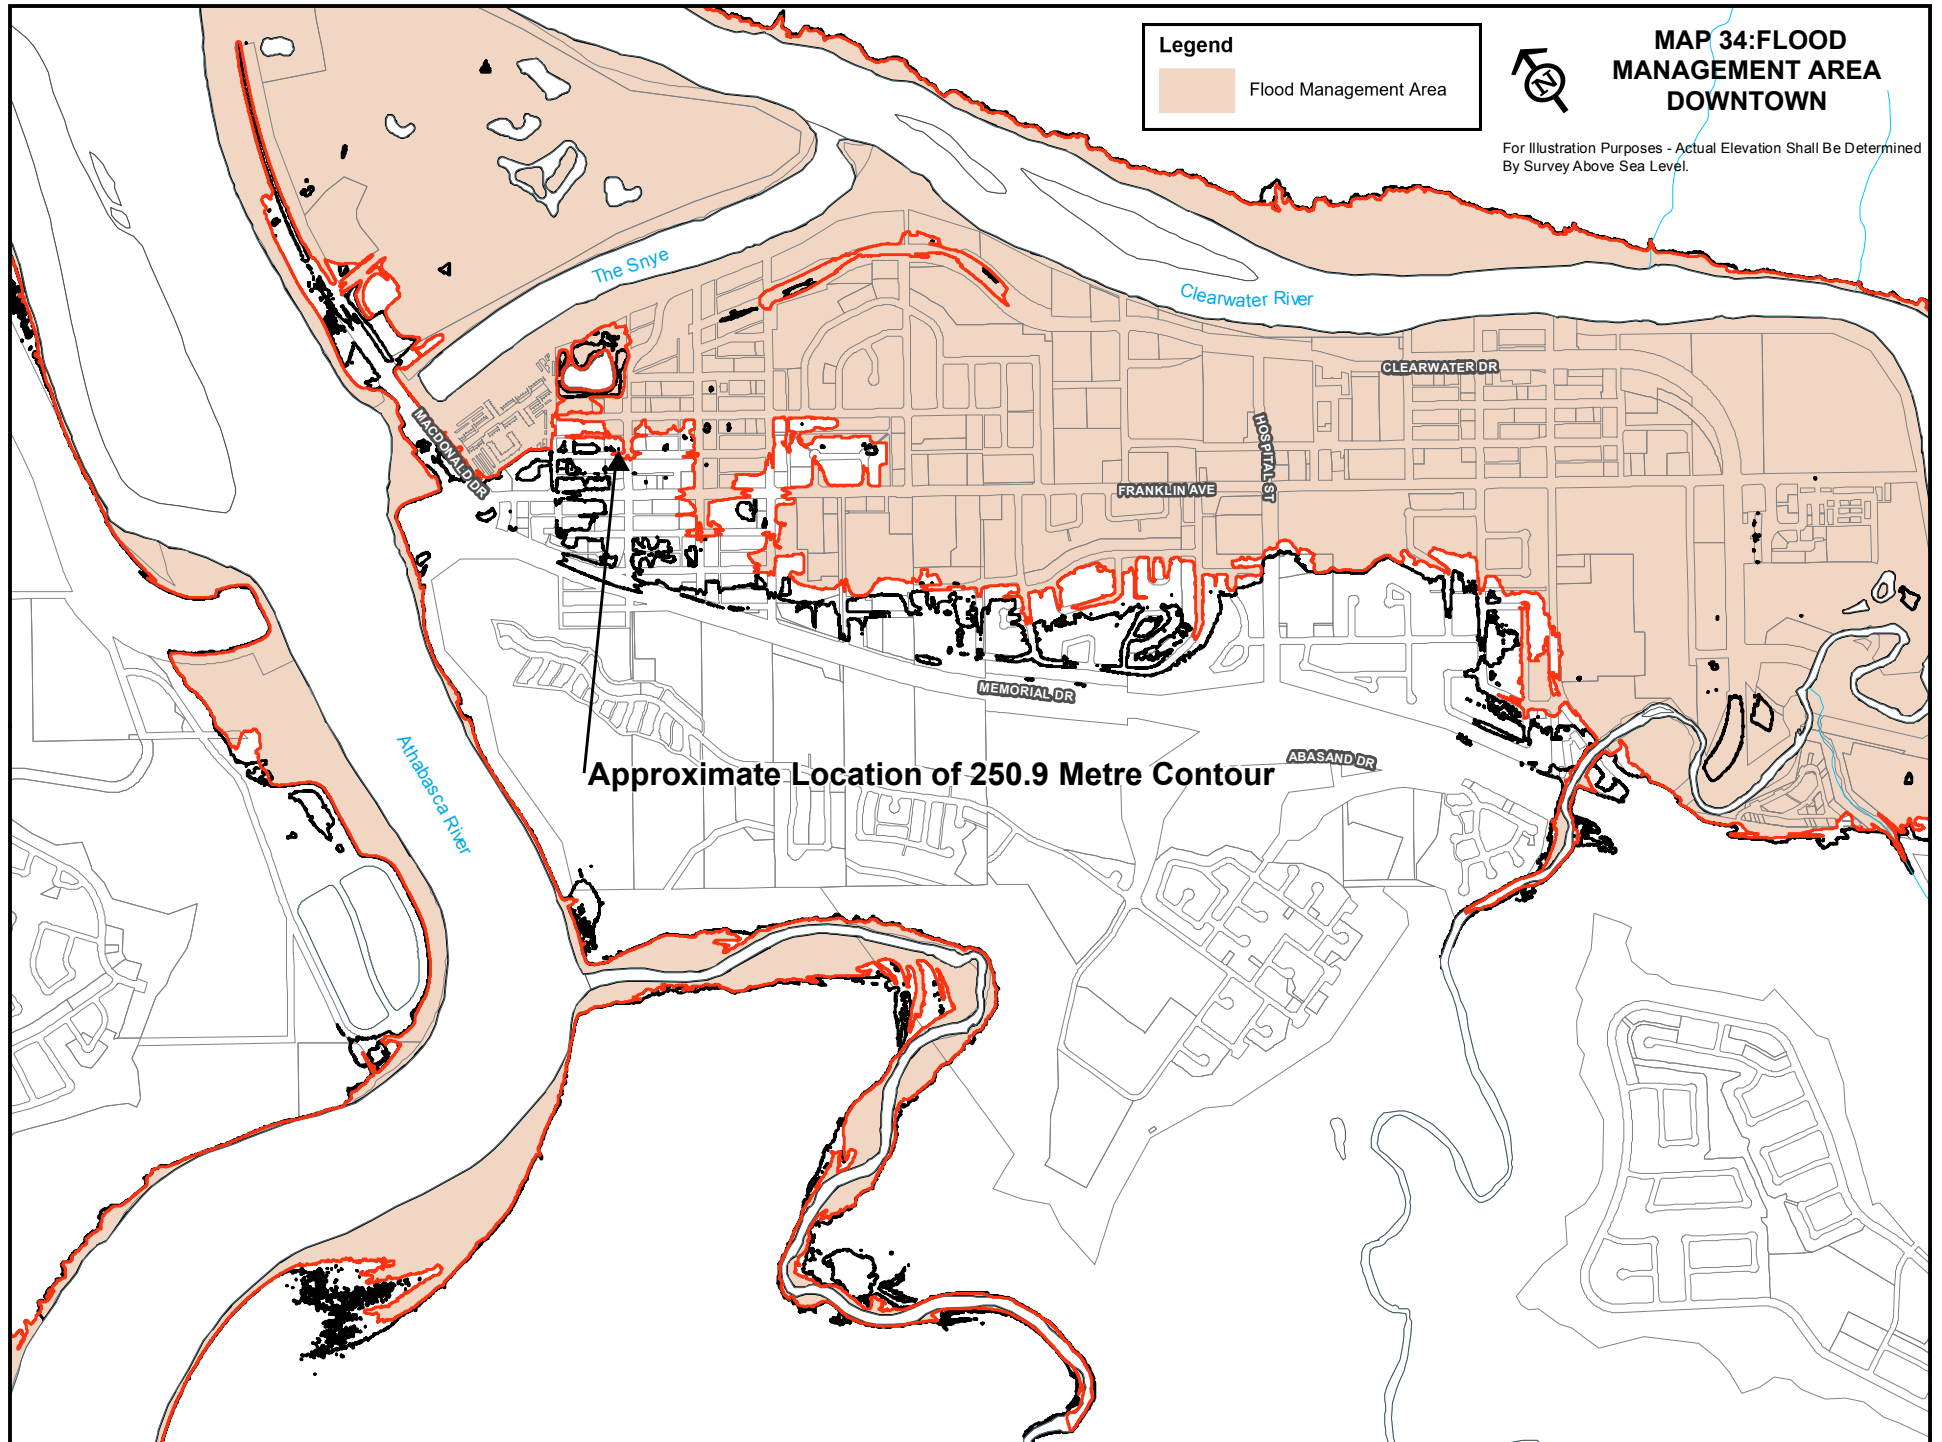 Legend
Flood Management Area
MAP 34:FLOOD
MANAGEMENT AREA
DOWNTOWN
N
For Illustration Purposes - Actual Elevation Shall Be Determined
By Survey Above Sea Level.
The Snye
Clearwater River
CLEARWATER DR
MACDONALD DR
HOSPITAL ST
FRANKLIN AVE
MEMORIAL DR
ABASAND DR
Approximate Location of 250.9 Metre Contour
Athabasca River